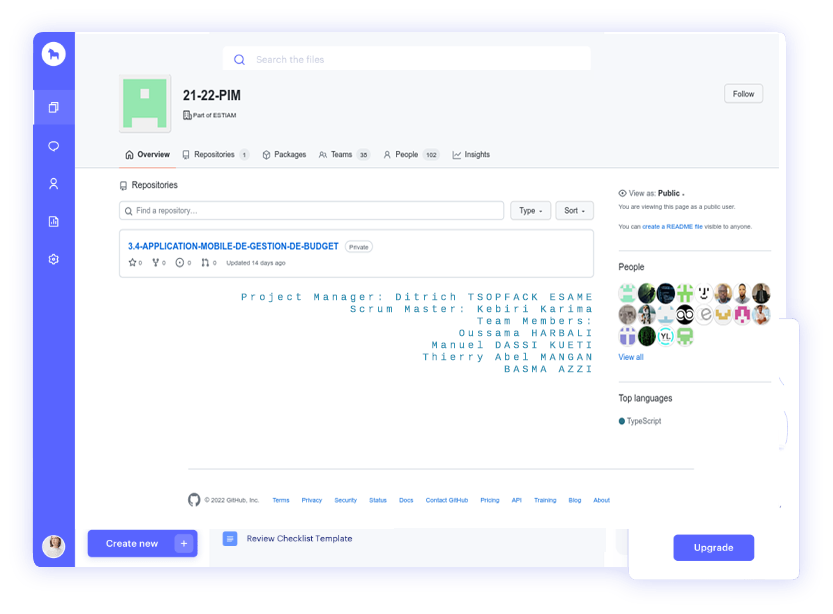 Search the files
21-22-PIM
Part of ESTIAM
Follow
Overview
Repositories 1
Packages
Teams 38
People 102
Insights
Repositories
Find a repository...
Type
Sort
3.4-APPLICATION-MOBILE-DE-GESTION-DE-BUDGET Private
0 0 0 0 Updated 14 days ago
Project Manager: Ditrich TSOPFACK ESAME
Scrum Master: Kebiri Karima
Team Members:
Oussama HARBALI
Manuel DASSI KUETI
Thierry Abel MANGAN
BASMA AZZI
View as: Public
You are viewing this page as a public user.
You can create a README file visible to anyone.
People
YL
View all
Top languages
TypeScript
© 2022 GitHub, Inc. Terms Privacy Security Status Docs Contact GitHub Pricing API Training Blog About
Create new +
Review Checklist Template
Upgrade